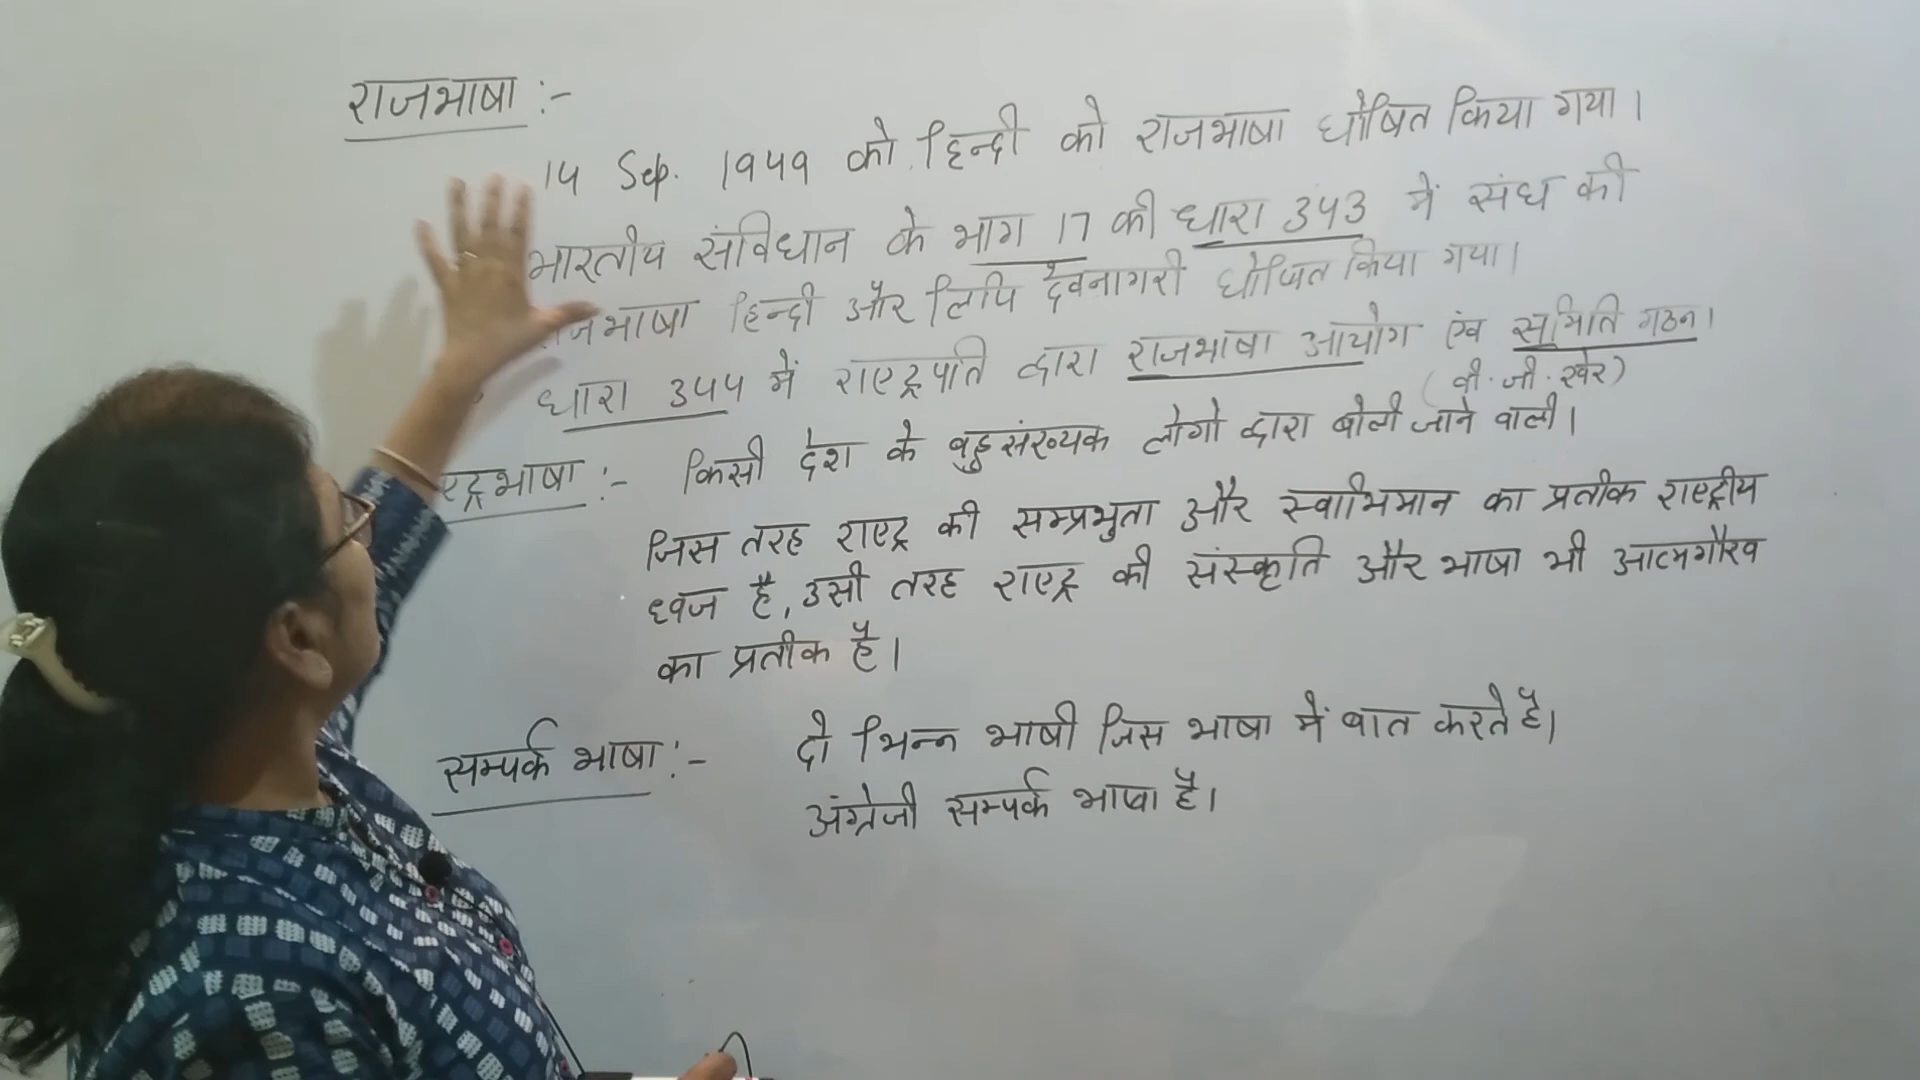 राजभाषा :-
14 Sep. 1949 को हिन्दी को राजभाषा घोषित किया गया।
भारतीय संविधान के भाग 17 की धारा 343 में संघ की
जभाषा हिन्दी और लिपि देवनागरी घोषित किया गया।
धारा 344 में राष्ट्रपति द्वारा राजभाषा आयोग एंव समिति गठन।
(बी.जी.खेर)
ष्ट्रभाषा :- किसी देश के बहुसंख्यक लोगो द्वारा बोली जाने वाली।
जिस तरह राष्ट्र की सम्प्रभुता और स्वाभिमान का प्रतीक राष्ट्रीय
ध्वज है, उसी तरह राष्ट्र की संस्कृति और भाषा भी आत्मगौरव
का प्रतीक है।
सम्पर्क भाषा :- दो भिन्न भाषी जिस भाषा में बात करते है।
अंग्रेजी सम्पर्क भाषा है।